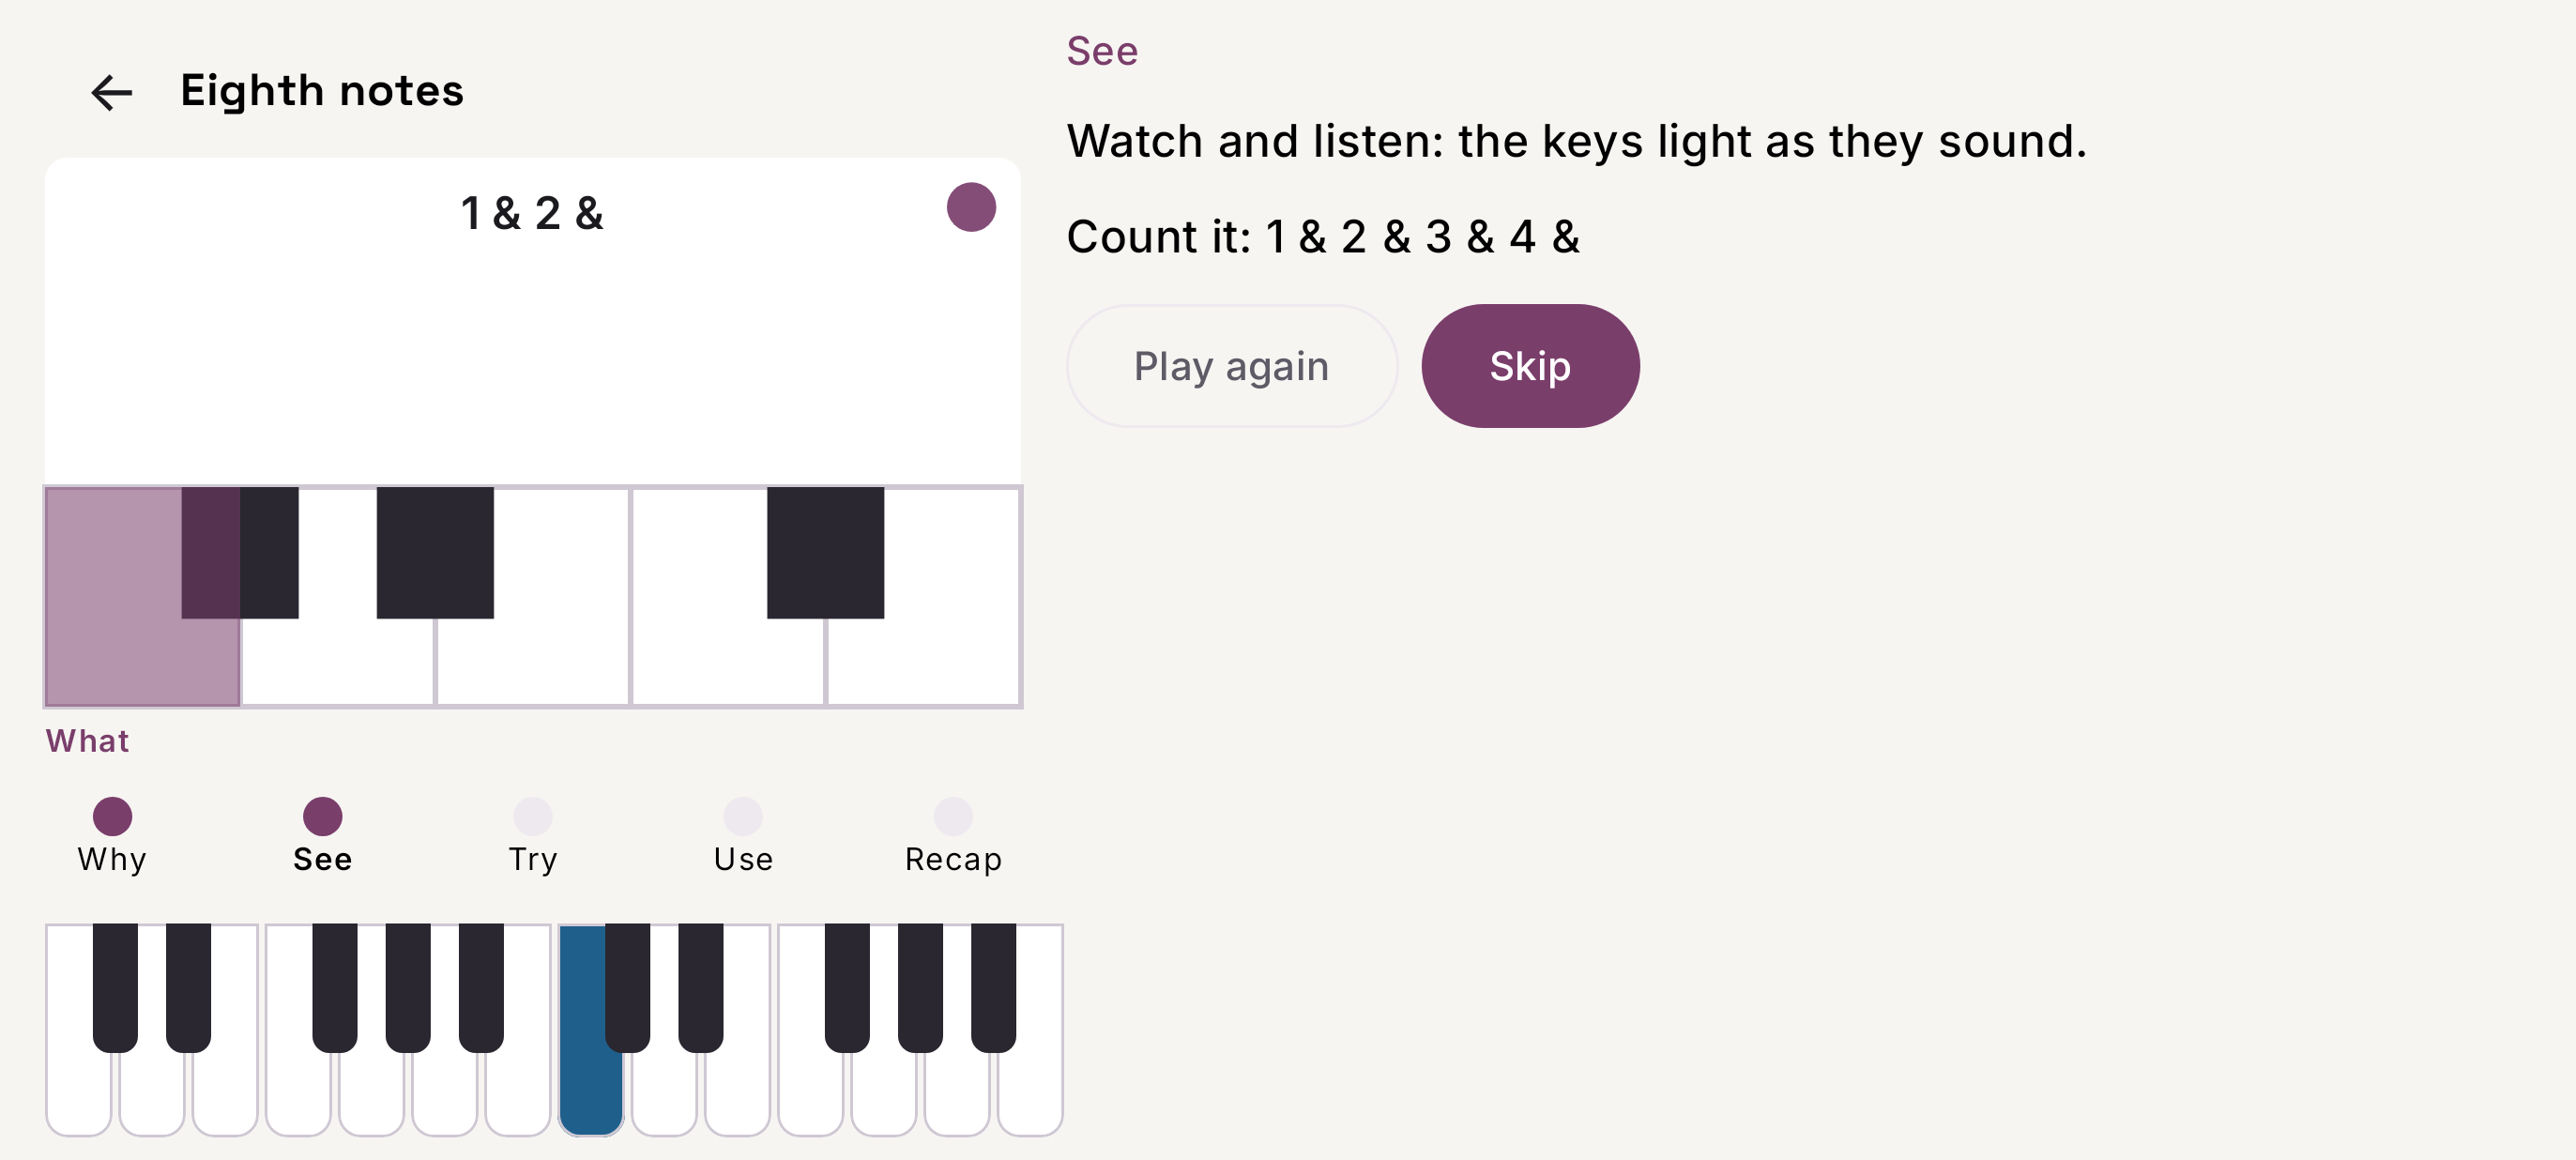 Eighth notes
1 & 2 &
What
Why
See
Try
Use
Recap
See
Watch and listen: the keys light as they sound.
Count it: 1 & 2 & 3 & 4 &
Play again
Skip